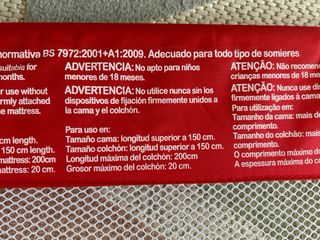 normativa BS 7972:2001+A1:2009. Adecuado para todo tipo de somieres
suitable for
months.
r use without
rmly attached
me mattress.
cm length.
150 cm length.
mattress: 200cm
attress: 20 cm.
ADVERTENCIA: No apto para niños
menores de 18 meses.
ADVERTENCIA: No utilice nunca sin los
dispositivos de fijación firmemente unidos a
la cama y el colchón.
Para uso en:
Tamaño cama: longitud superior a 150 cm.
Tamaño colchón: longitud superior a 150 cm.
Longitud máxima del colchón: 200cm
Grosor máximo del colchón: 20 cm.
ATENÇÃO: Não recome
crianças menores de 18
ATENÇÃO: Nunca use
firmemente ligados à cama
Para utilização em:
Tamanho da cama: mais
comprimento.
Tamanho do colchão: mais
comprimento.
O comprimento máximo do
A espessura máxima do co